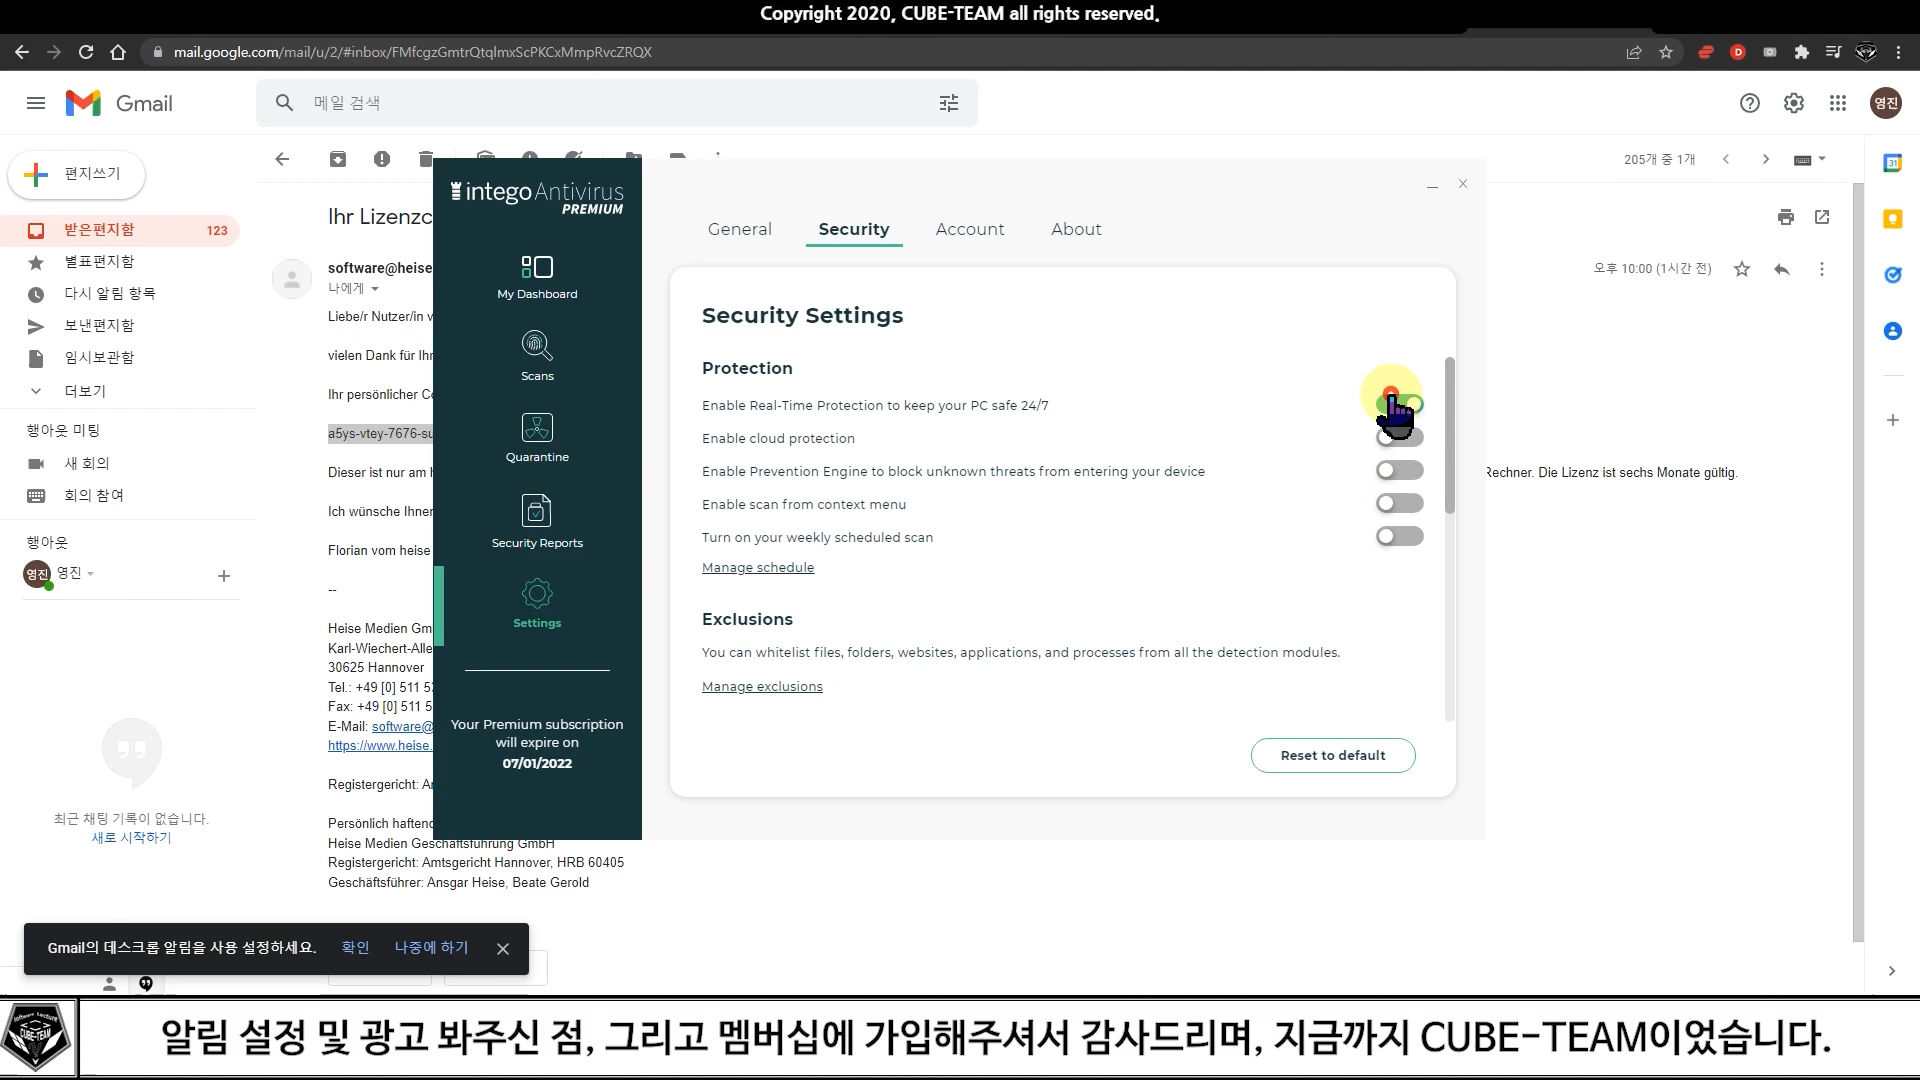 Copyright 2020, CUBE-TEAM all rights reserved.
mail.google.com/mail/u/2/#inbox/FMfcgzGmtrQtqlmxScPKCxMmpRvcZRQX
Gmail
메일 검색
영진
편지쓰기
205개 중 1개
받은편지함 123
별표편지함
다시 알림 항목
보낸편지함
임시보관함
더보기
행아웃 미팅
새 회의
회의 참여
행아웃
영진 영진
최근 채팅 기록이 없습니다.
새로 시작하기
Ihr Lizenzc
software@heise
나에게
오후 10:00 (1시간 전)
Liebe/r Nutzer/in v
vielen Dank für Ihr
Ihr persönlicher Co
a5ys-vtey-7676-su
Dieser ist nur am
Rechner. Die Lizenz ist sechs Monate gültig.
Ich wünsche Ihnen
Florian vom heise
--
Heise Medien Gm
Karl-Wiechert-Alle
30625 Hannover
Tel.: +49 [0] 511 5
Fax: +49 [0] 511 5
E-Mail: software@
https://www.heise.
Registergericht: A
Persönlich haftend
Heise Medien Geschäftsführung GmbH
Registergericht: Amtsgericht Hannover, HRB 60405
Geschäftsführer: Ansgar Heise, Beate Gerold
intego Antivirus
PREMIUM
My Dashboard
Scans
Quarantine
Security Reports
Settings
Your Premium subscription
will expire on
07/01/2022
General Security Account About
Security Settings
Protection
Enable Real-Time Protection to keep your PC safe 24/7
Enable cloud protection
Enable Prevention Engine to block unknown threats from entering your device
Enable scan from context menu
Turn on your weekly scheduled scan
Manage schedule
Exclusions
You can whitelist files, folders, websites, applications, and processes from all the detection modules.
Manage exclusions
Reset to default
Gmail의 데스크톱 알림을 사용 설정하세요. 확인 나중에 하기
CUBE-TEAM
알림 설정 및 광고 봐주신 점, 그리고 멤버십에 가입해주셔서 감사드리며, 지금까지 CUBE-TEAM이었습니다.